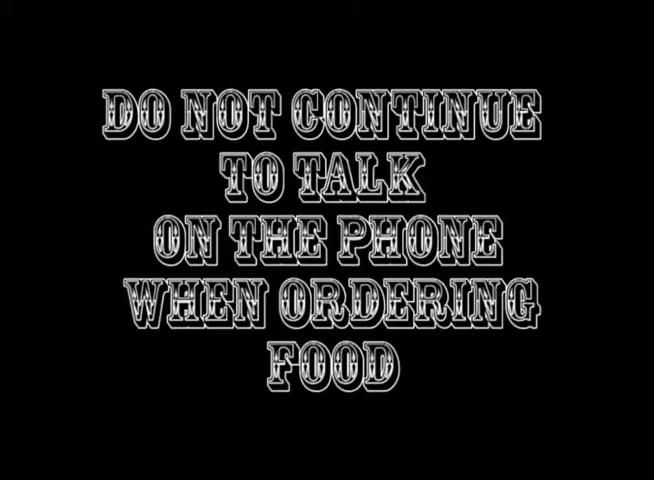 DO NOT CONTINUE
TO TALK
ON THE PHONE
WHEN ORDERING
FOOD